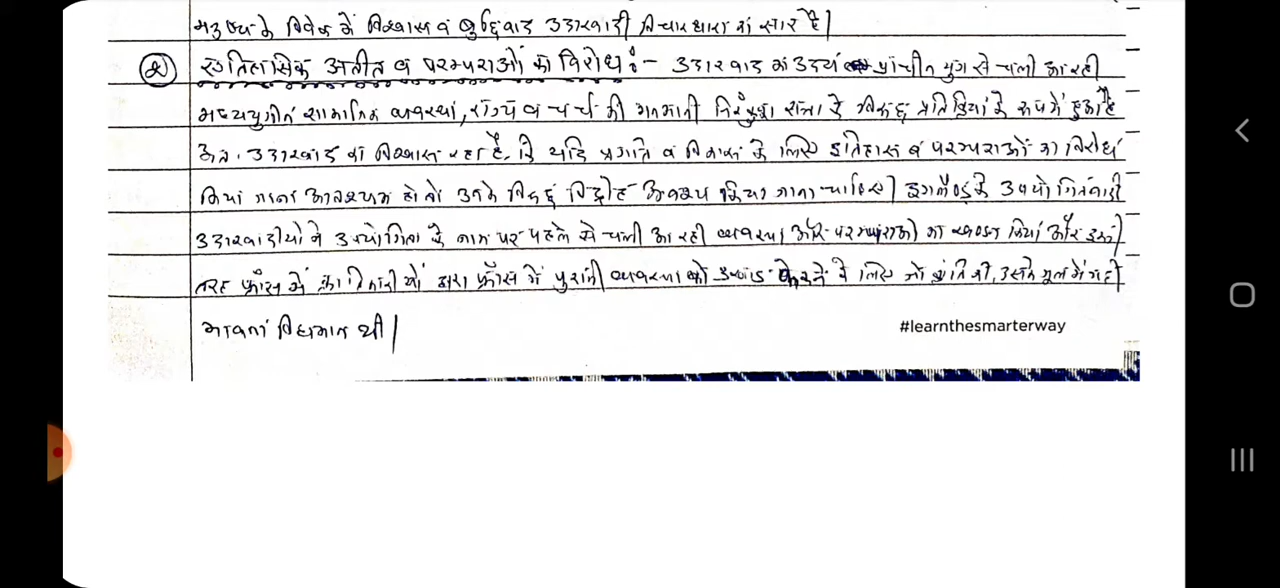 मनुष्य के विवेक में विश्वास व बुद्धिवाद उदारवादी विचारधारा का सार है।
(2) ऐतिहासिक अतीत व परम्पराओं का विरोध :- उदारवाद का उदय प्राचीन युग से चली आ रही
मध्ययुगीन सामाजिक व्यवस्था, राज्य व चर्च की मनमानी निरंकुश सत्ता के विरुद्ध प्रतिक्रिया के रूप में हुआ है
अतः उदारवाद का विश्वास रहा है, कि यदि प्रगति व विकास के लिए इतिहास व परम्पराओं का विरोध
किया जाना आवश्यक हो तो उनके विरुद्ध विद्रोह अवश्य किया जाना चाहिए। इंग्लैण्ड के उपयोगितावादी
उदारवादीयो ने उपयोगिता के नाम पर पहले से चली आ रही व्यवस्था और परम्पराओं का खण्डन किया और इसी
तरह फ्रांस में क्रांतिकारीयों द्वारा फ्रांस में पुरानी व्यवस्था को उखाड़ फेकने के लिए जो क्रांति की, उसके मूल में यही
भावना विद्यमान थी।
#learnthesmarterway